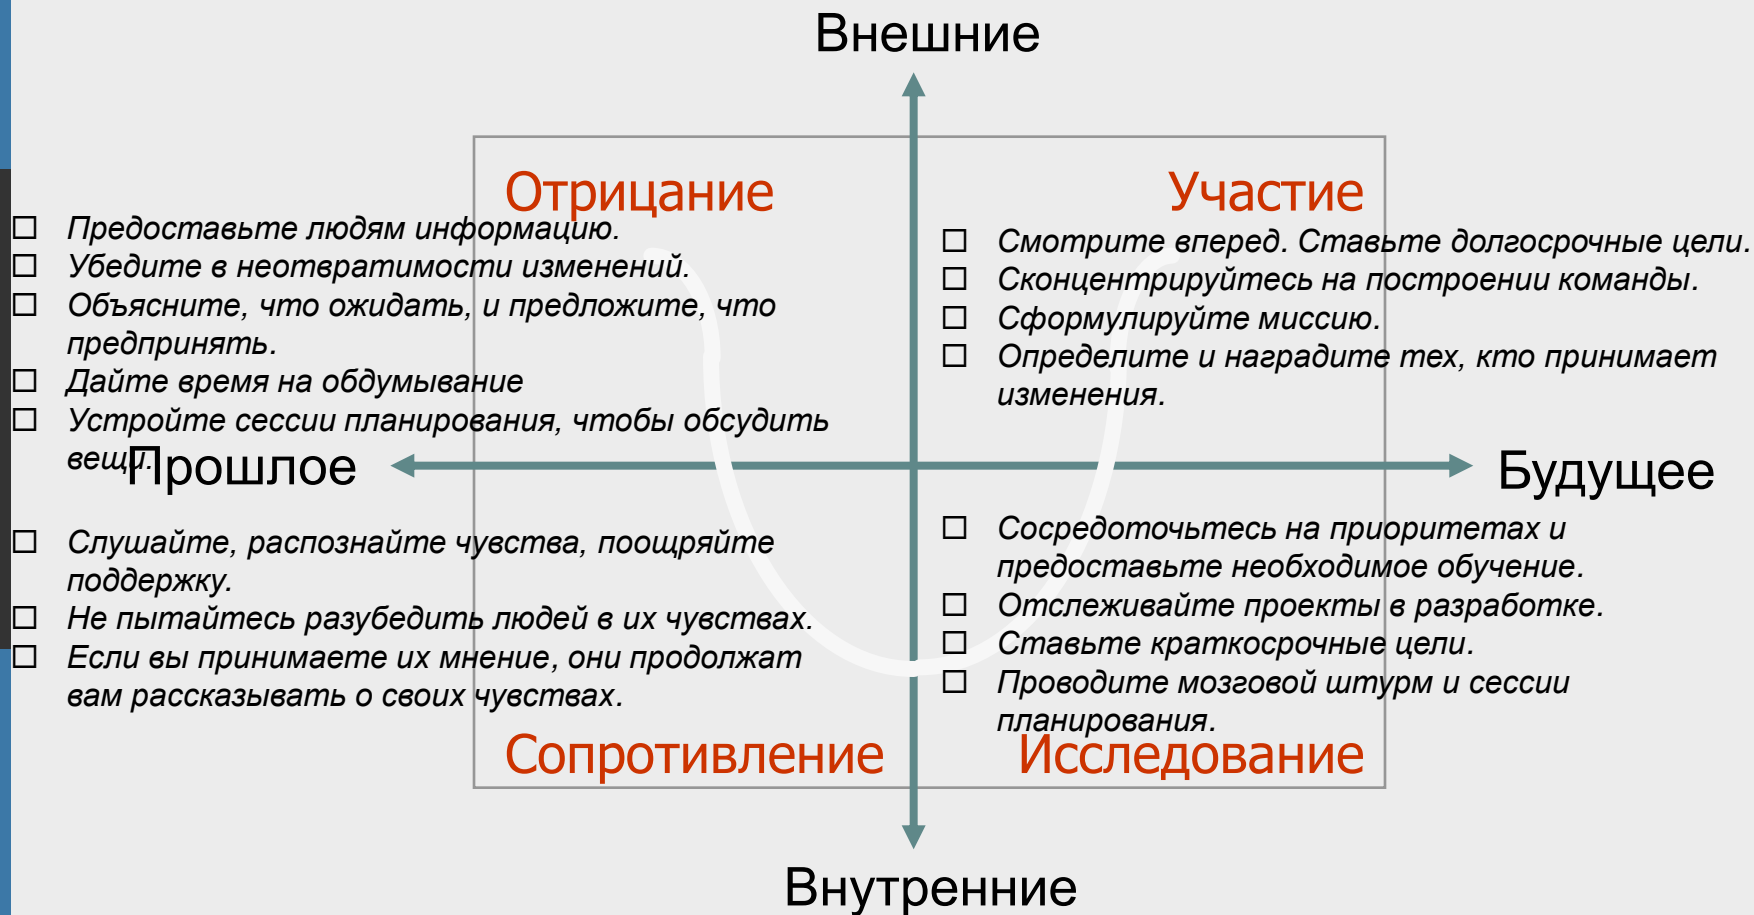 Внешние
Отрицание
Предоставьте людям информацию.
Убедите в неотвратимости изменений.
Объясните, что ожидать, и предложите, что
предпринять.
Дайте время на обдумывание
Устройте сессии планирования, чтобы обсудить
вещи.
Участие
Смотрите вперед. Ставьте долгосрочные цели.
Сконцентрируйтесь на построении команды.
Сформулируйте миссию.
Определите и наградите тех, кто принимает
изменения.
Прошлое
Будущее
Слушайте, распознайте чувства, поощряйте
поддержку.
Не пытайтесь разубедить людей в их чувствах.
Если вы принимаете их мнение, они продолжат
вам рассказывать о своих чувствах.
Сопротивление
Сосредоточьтесь на приоритетах и
предоставьте необходимое обучение.
Отслеживайте проекты в разработке.
Ставьте краткосрочные цели.
Проводите мозговой штурм и сессии
планирования.
Исследование
Внутренние